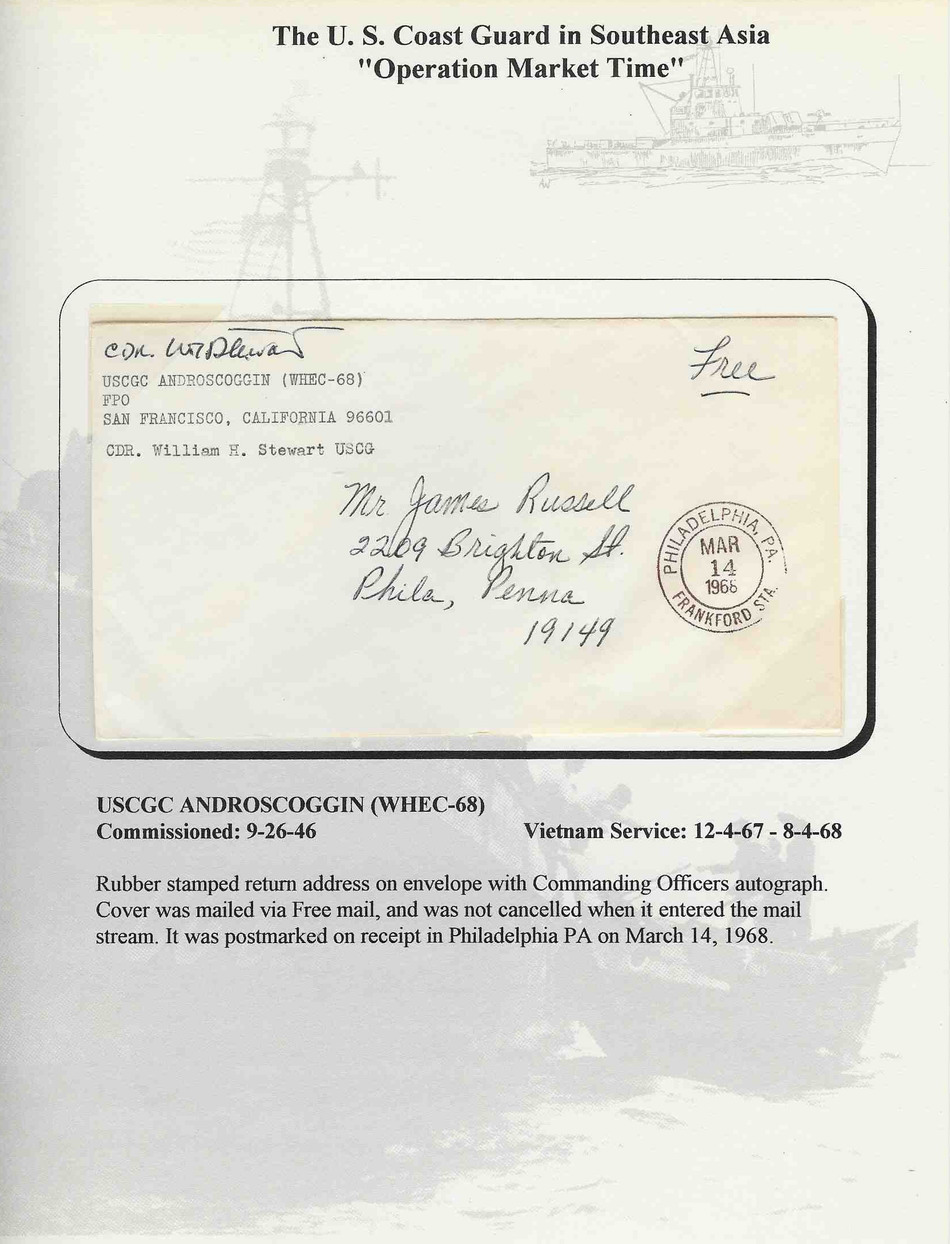 The U. S. Coast Guard in Southeast Asia
"Operation Market Time"
CDR. WH Stewart
USCGC ANDROSCOGGIN (WHEC-68)
FPO
SAN FRANCISCO, CALIFORNIA 96601
CDR. William H. Stewart USCG
Free
Mr James Russell
2209 Brighton St.
Phila, Penna
19149
PHILADELPHIA, PA.
MAR
14
1968
FRANKFORD STA.
USCGC ANDROSCOGGIN (WHEC-68)
Commissioned: 9-26-46 Vietnam Service: 12-4-67 - 8-4-68
Rubber stamped return address on envelope with Commanding Officers autograph.
Cover was mailed via Free mail, and was not cancelled when it entered the mail
stream. It was postmarked on receipt in Philadelphia PA on March 14, 1968.